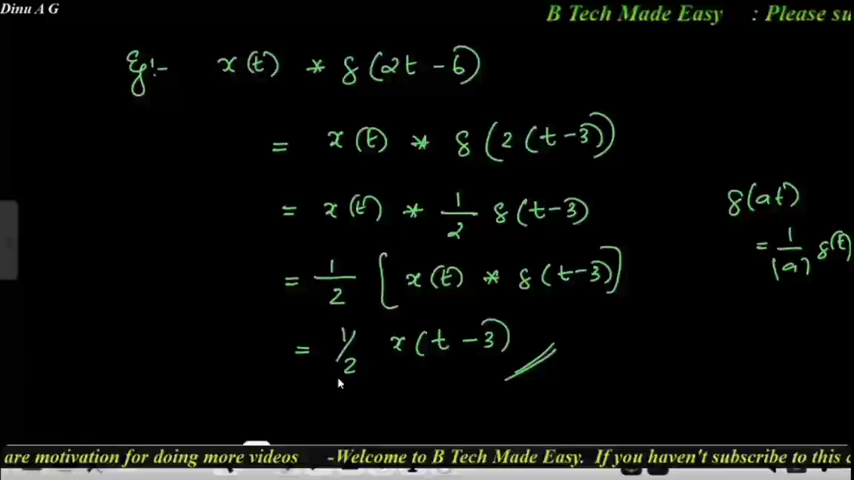 Dinu A G
B Tech Made Easy : Please su
Eg:- x(t) * δ(2t - 6)
= x(t) * δ(2(t-3))
= x(t) * 1/2 δ(t-3)
δ(at)
= 1/|a| δ(t)
= 1/2 [x(t) * δ(t-3)]
= 1/2 x(t - 3)
are motivation for doing more videos -Welcome to B Tech Made Easy. If you haven't subscribe to this c